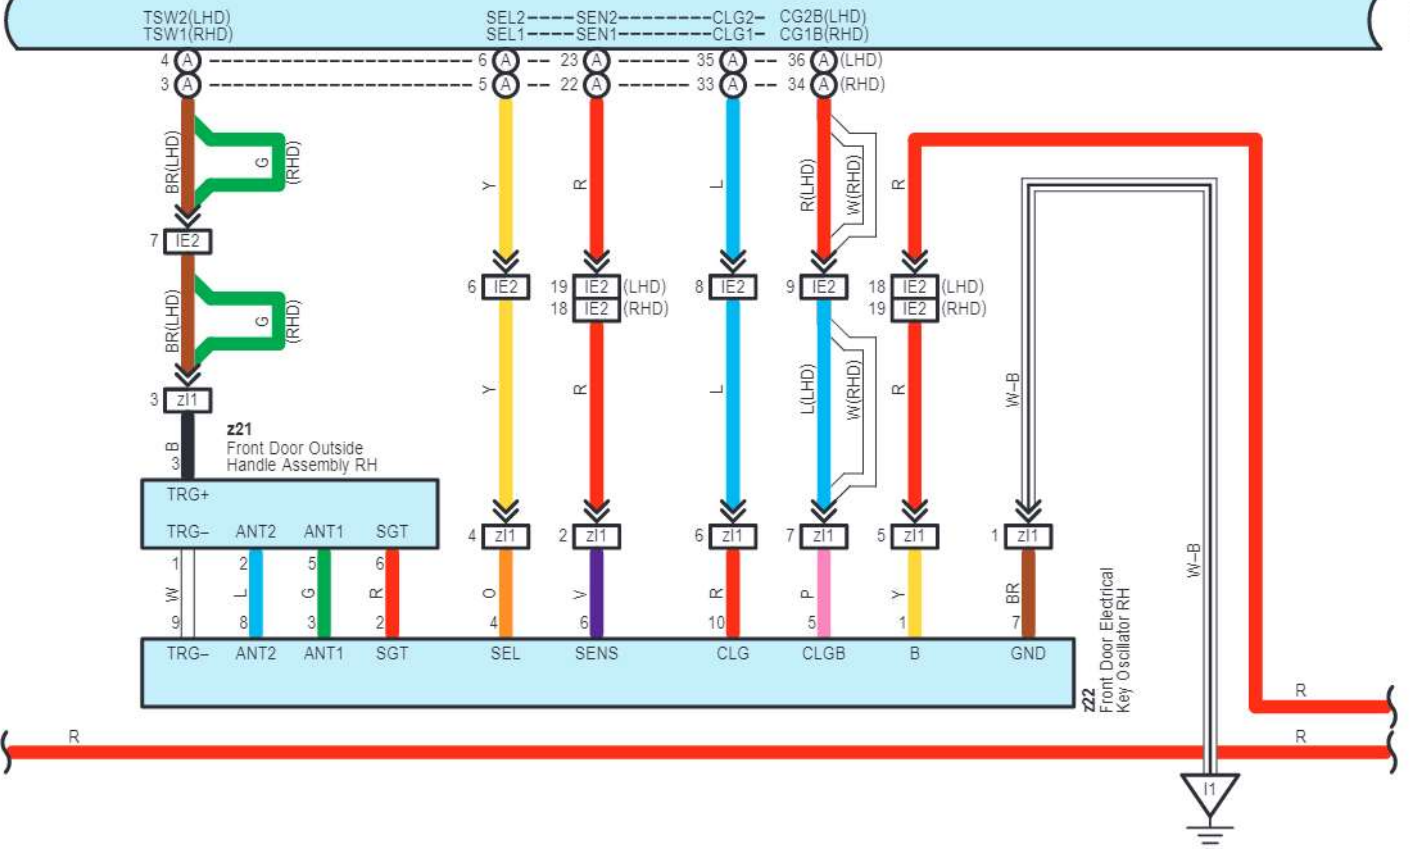 TSW2(LHD) SEL2----SEN2--------CLG2- CG2B(LHD)
TSW1(RHD) SEL1----SEN1--------CLG1- CG1B(RHD)
4 A 6 A 23 A 35 A 36 A (LHD)
3 A 5 A 22 A 33 A 34 A (RHD)
BR(LHD) G (RHD) Y R L R(LHD) W(RHD) R
7 IE2
6 IE2 19 IE2 (LHD) 8 IE2 9 IE2 18 IE2 (LHD)
18 IE2 (RHD) 19 IE2 (RHD)
BR(LHD) G (RHD) Y R L L(LHD) W(RHD) R W–B
3 zI1
z21
Front Door Outside
Handle Assembly RH
B
3
TRG+
TRG– ANT2 ANT1 SGT
4 zI1 2 zI1 6 zI1 7 zI1 5 zI1 1 zI1
W–B
1 2 5 6
W L G R O V R P Y BR
9 8 3 2 4 6 10 5 1 7
TRG– ANT2 ANT1 SGT SEL SENS CLG CLGB B GND
z22
Front Door Electrical
Key Oscillator RH
R
R R
I1